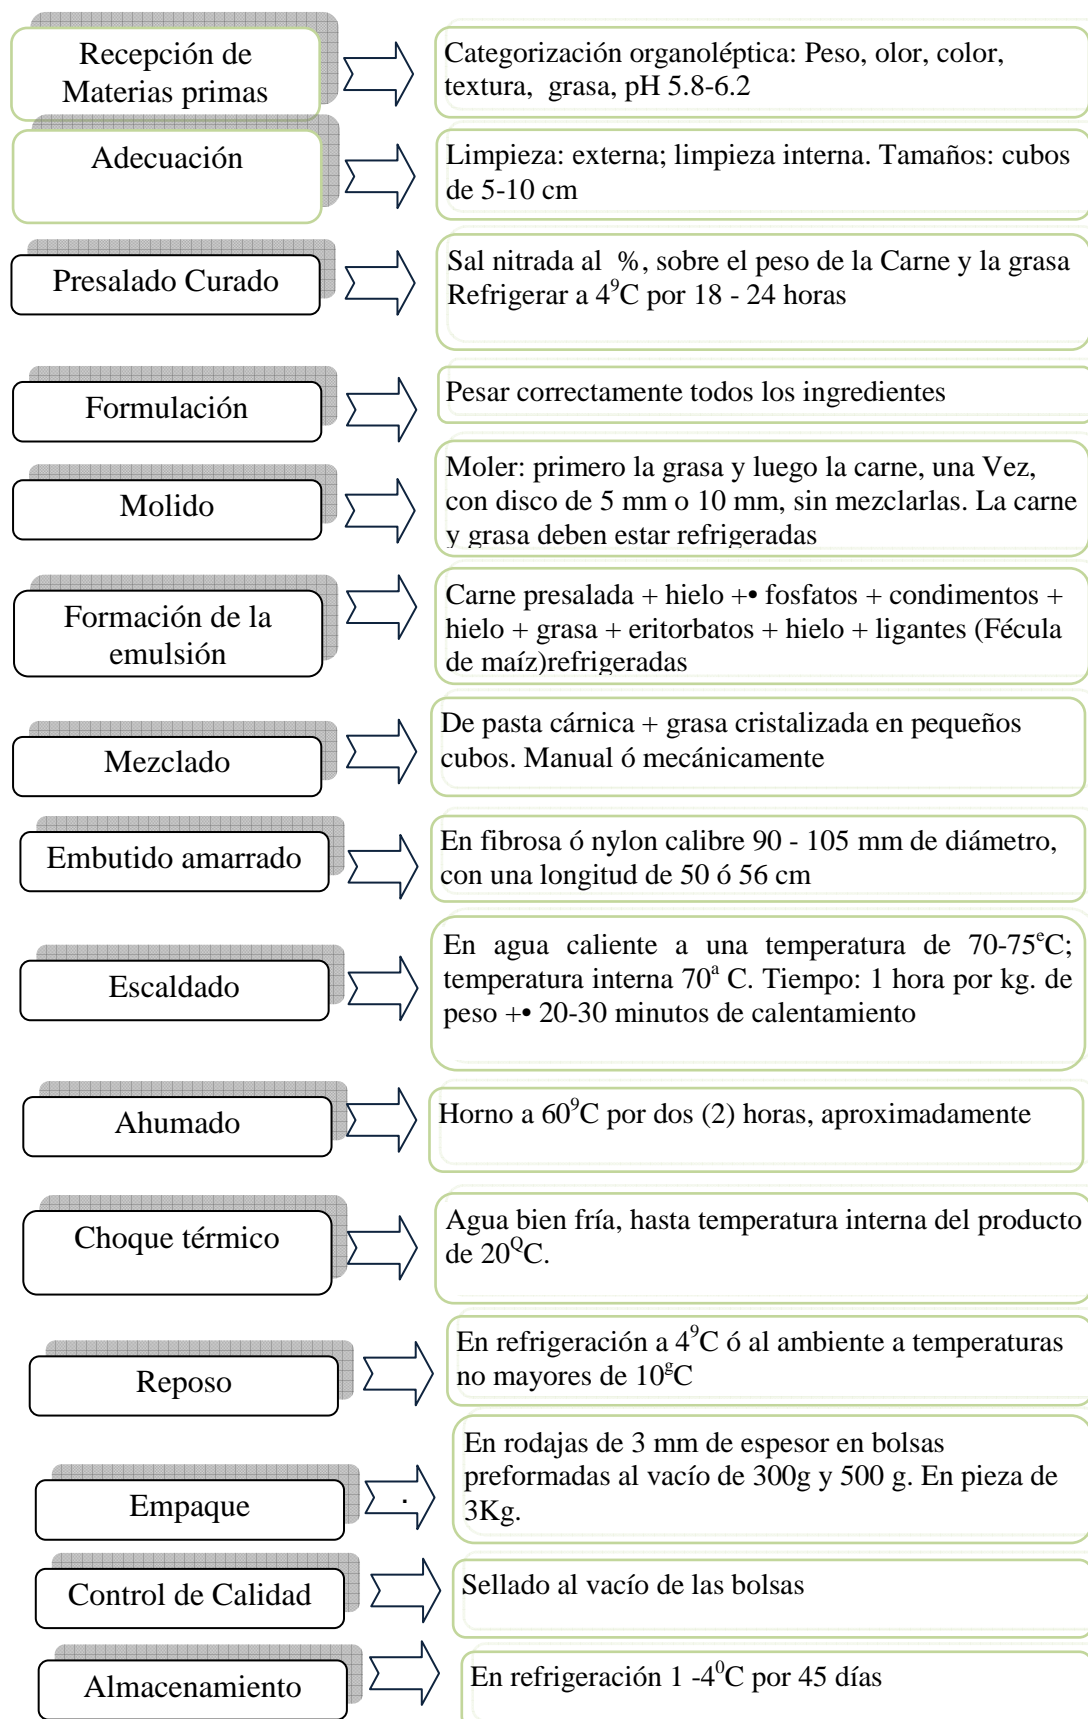 Recepción de
Materias primas
Categorización organoléptica: Peso, olor, color,
textura, grasa, pH 5.8-6.2
Adecuación
Limpieza: externa; limpieza interna. Tamaños: cubos
de 5-10 cm
Presalado Curado
Sal nitrada al %, sobre el peso de la Carne y la grasa
Refrigerar a 4⁹C por 18 - 24 horas
Formulación
Pesar correctamente todos los ingredientes
Molido
Moler: primero la grasa y luego la carne, una Vez,
con disco de 5 mm o 10 mm, sin mezclarlas. La carne
y grasa deben estar refrigeradas
Formación de la
emulsión
Carne presalada + hielo +• fosfatos + condimentos +
hielo + grasa + eritorbatos + hielo + ligantes (Fécula
de maíz)refrigeradas
Mezclado
De pasta cárnica + grasa cristalizada en pequeños
cubos. Manual ó mecánicamente
Embutido amarrado
En fibrosa ó nylon calibre 90 - 105 mm de diámetro,
con una longitud de 50 ó 56 cm
Escaldado
En agua caliente a una temperatura de 70-75ᵉC;
temperatura interna 70ᵃ C. Tiempo: 1 hora por kg. de
peso +• 20-30 minutos de calentamiento
Ahumado
Horno a 60⁹C por dos (2) horas, aproximadamente
Choque térmico
Agua bien fría, hasta temperatura interna del producto
de 20ꟴC.
Reposo
En refrigeración a 4⁹C ó al ambiente a temperaturas
no mayores de 10ᵍC
Empaque
.
En rodajas de 3 mm de espesor en bolsas
preformadas al vacío de 300g y 500 g. En pieza de
3Kg.
Control de Calidad
Sellado al vacío de las bolsas
Almacenamiento
En refrigeración 1 -4⁰C por 45 días